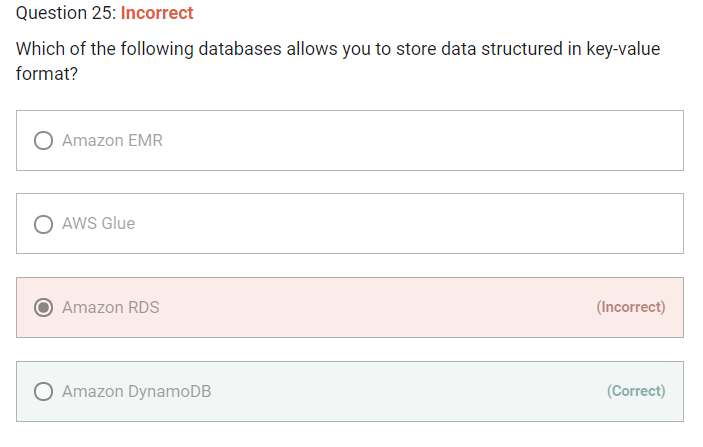 Question 25: Incorrect
Which of the following databases allows you to store data structured in key-value
format?
Amazon EMR
AWS Glue
Amazon RDS (Incorrect)
Amazon DynamoDB (Correct)